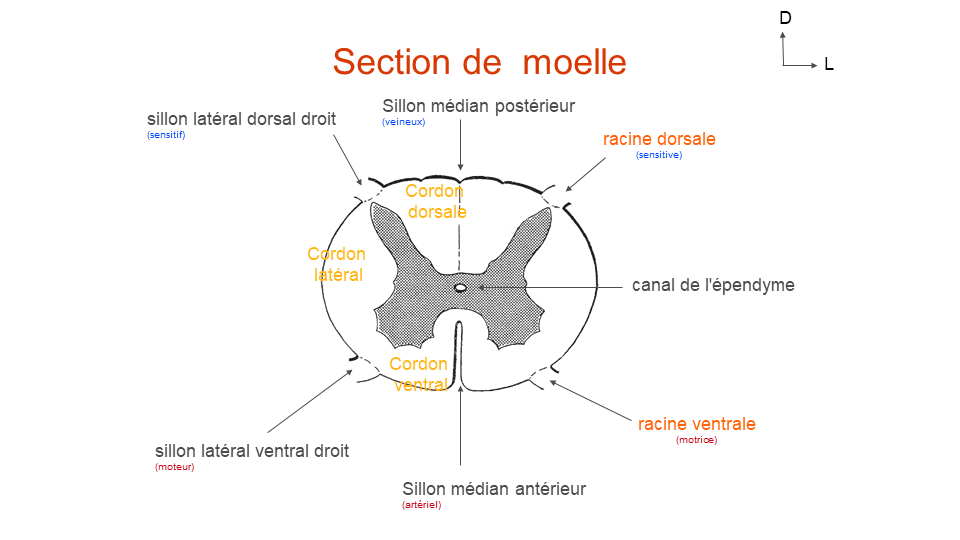 D
L
Section de moelle
Sillon médian postérieur
(veineux)
sillon latéral dorsal droit
(sensitif)
racine dorsale
(sensitive)
Cordon
dorsale
Cordon
latéral
canal de l'épendyme
Cordon
ventral
racine ventrale
(motrice)
sillon latéral ventral droit
(moteur)
Sillon médian antérieur
(artériel)